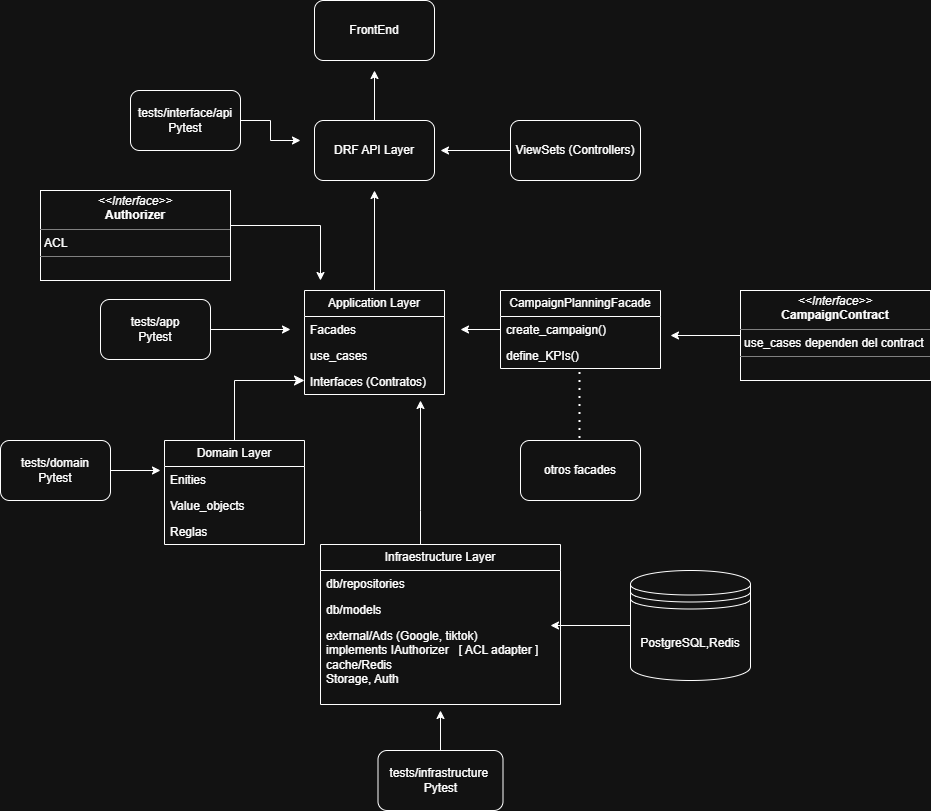 FrontEnd
tests/interface/api
Pytest
DRF API Layer
ViewSets (Controllers)
<<Interface>>
Authorizer
ACL
Application Layer
Facades
use_cases
Interfaces (Contratos)
tests/app
Pytest
CampaignPlanningFacade
create_campaign()
define_KPIs()
<<Interface>>
CampaignContract
use_cases dependen del contract
tests/domain
Pytest
Domain Layer
Enities
Value_objects
Reglas
otros facades
Infraestructure Layer
db/repositories
db/models
external/Ads (Google, tiktok)
implements IAuthorizer [ ACL adapter ]
cache/Redis
Storage, Auth
PostgreSQL,Redis
tests/infrastructure
Pytest